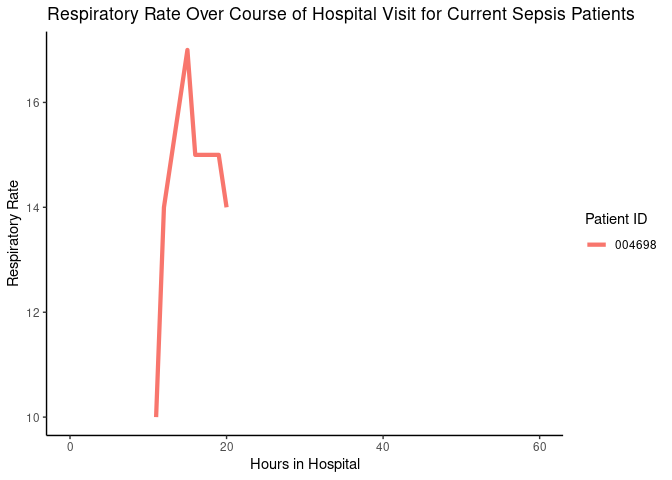 Respiratory Rate Over Course of Hospital Visit for Current Sepsis Patients
16
14
12
10
Respiratory Rate
0 20 40 60
Hours in Hospital
Patient ID
004698